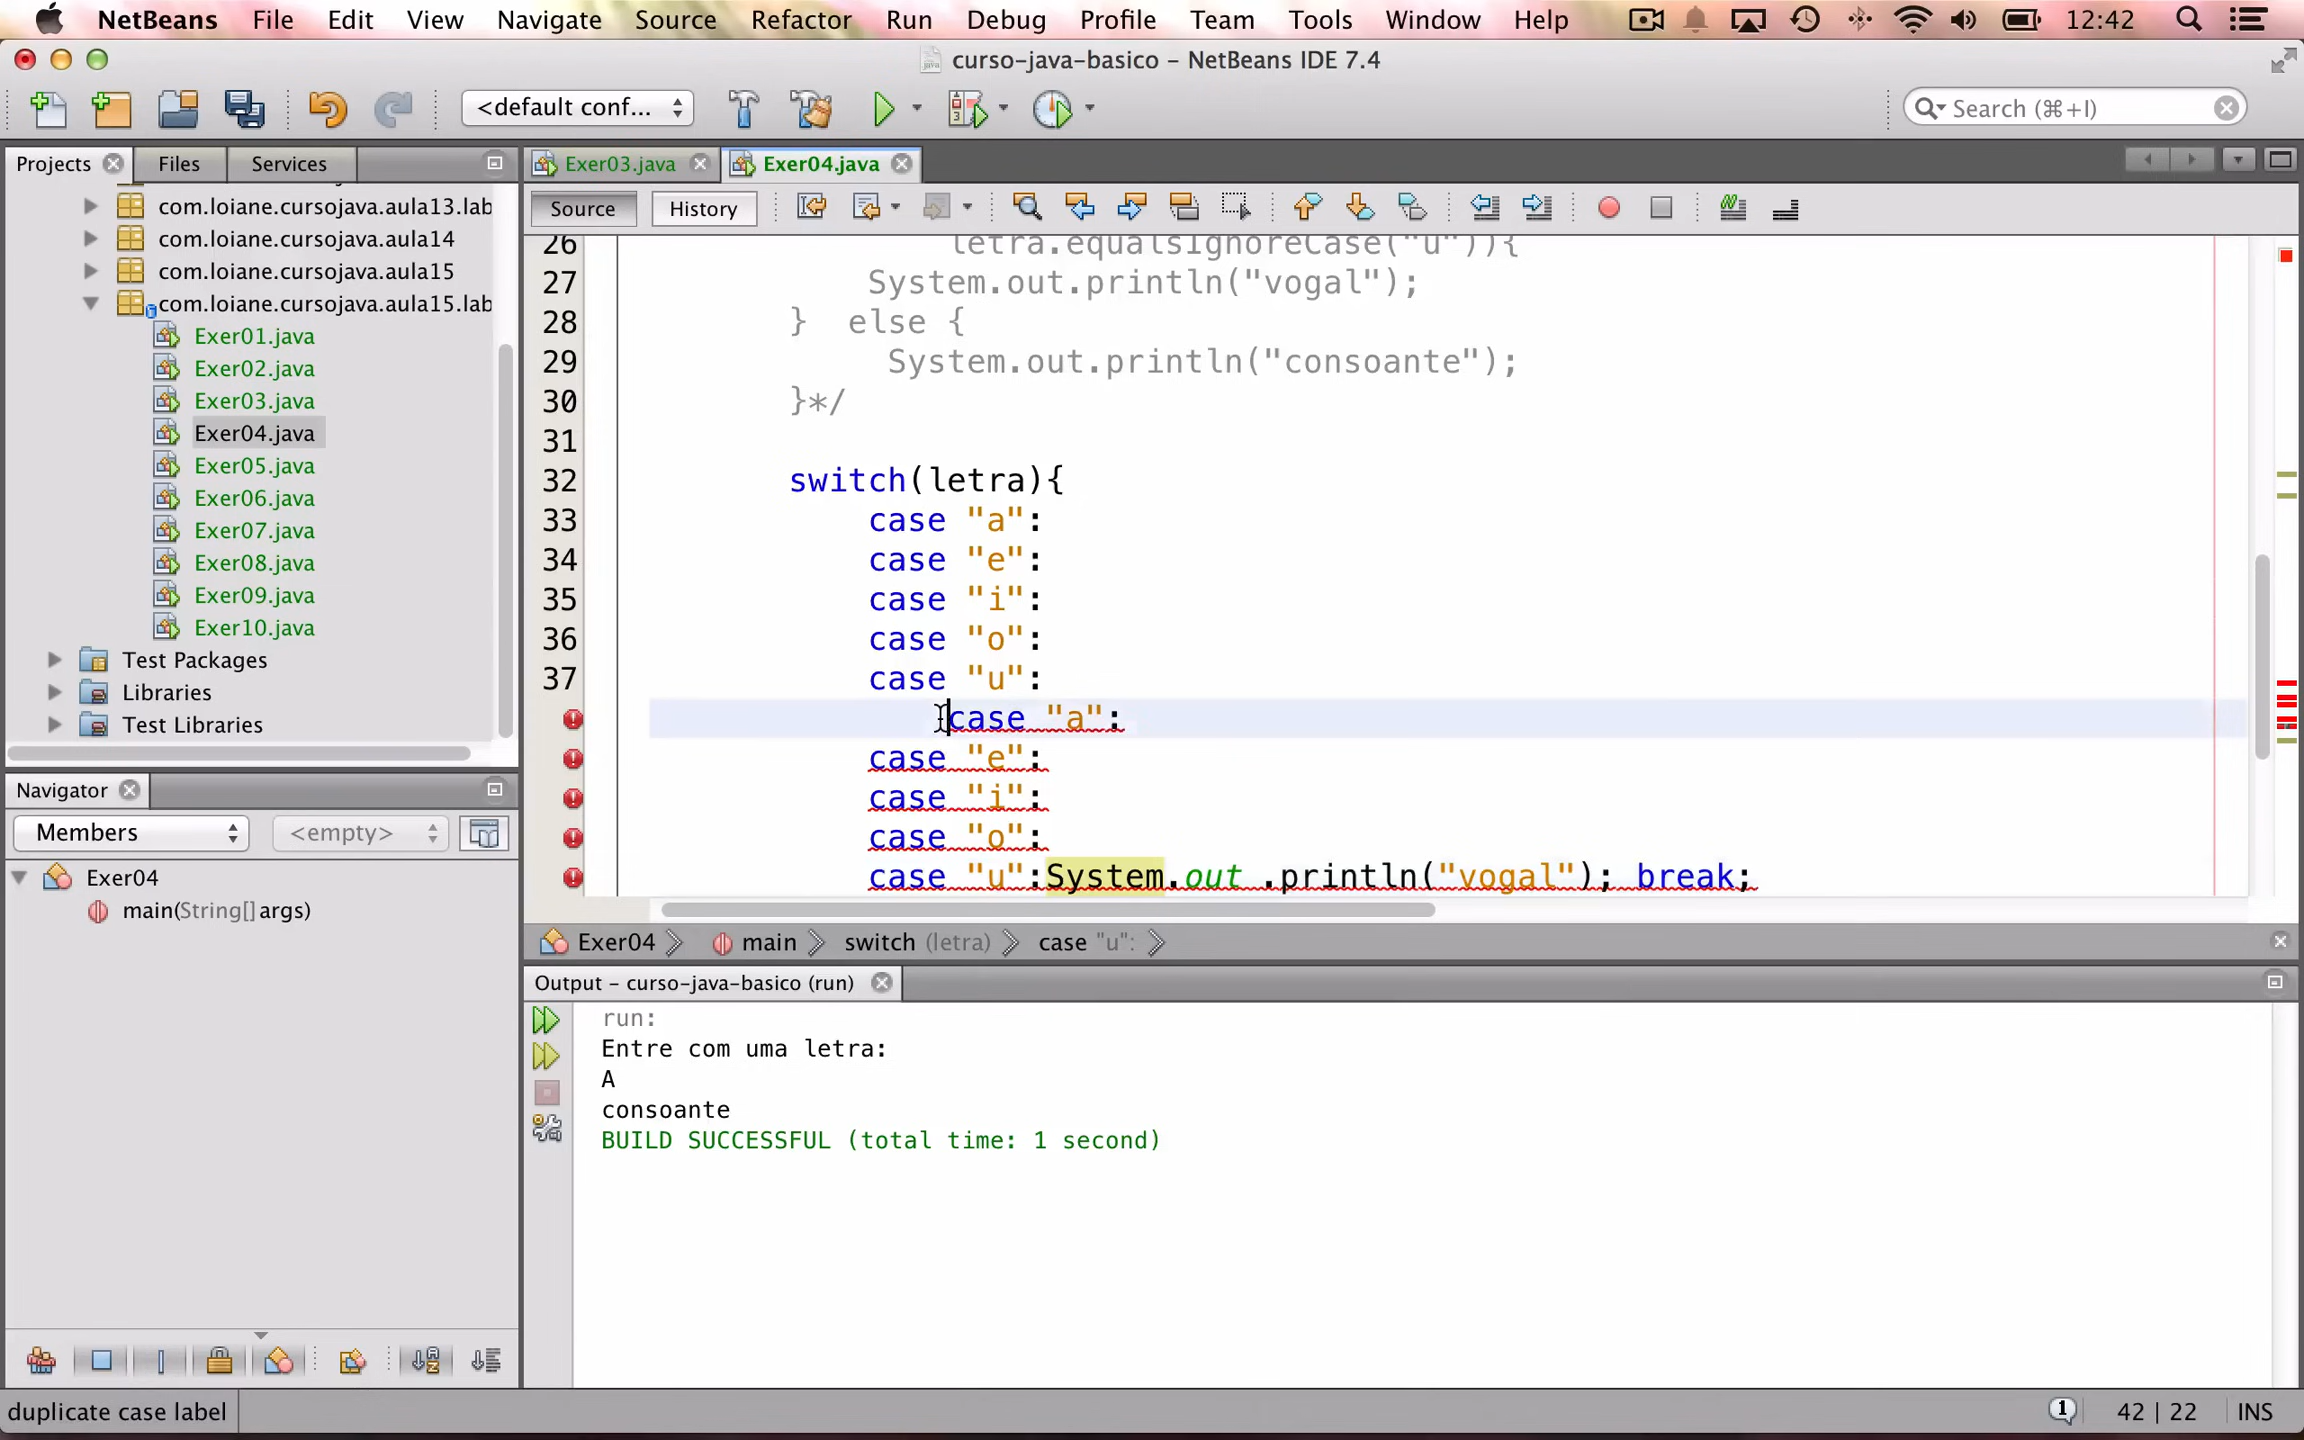 NetBeans File Edit View Navigate Source Refactor Run Debug Profile Team Tools Window Help 12:42
curso-java-basico – NetBeans IDE 7.4
<default conf... Search (⌘+I)
Projects Files Services
com.loiane.cursojava.aula13.lab
com.loiane.cursojava.aula14
com.loiane.cursojava.aula15
com.loiane.cursojava.aula15.lab
Exer01.java
Exer02.java
Exer03.java
Exer04.java
Exer05.java
Exer06.java
Exer07.java
Exer08.java
Exer09.java
Exer10.java
Test Packages
Libraries
Test Libraries
Navigator
Members <empty>
Exer04
main(String[] args)
Exer03.java Exer04.java
Source History
26 letra.equalsIgnoreCase("u")){
27 System.out.println("vogal");
28 } else {
29 System.out.println("consoante");
30 }*/
31
32 switch(letra){
33 case "a":
34 case "e":
35 case "i":
36 case "o":
37 case "u":
case "a":
case "e":
case "i":
case "o":
case "u":System.out .println("vogal"); break;
Exer04 main switch (letra) case "u":
Output – curso-java-basico (run)
run:
Entre com uma letra:
A
consoante
BUILD SUCCESSFUL (total time: 1 second)
duplicate case label 1 42 | 22 INS